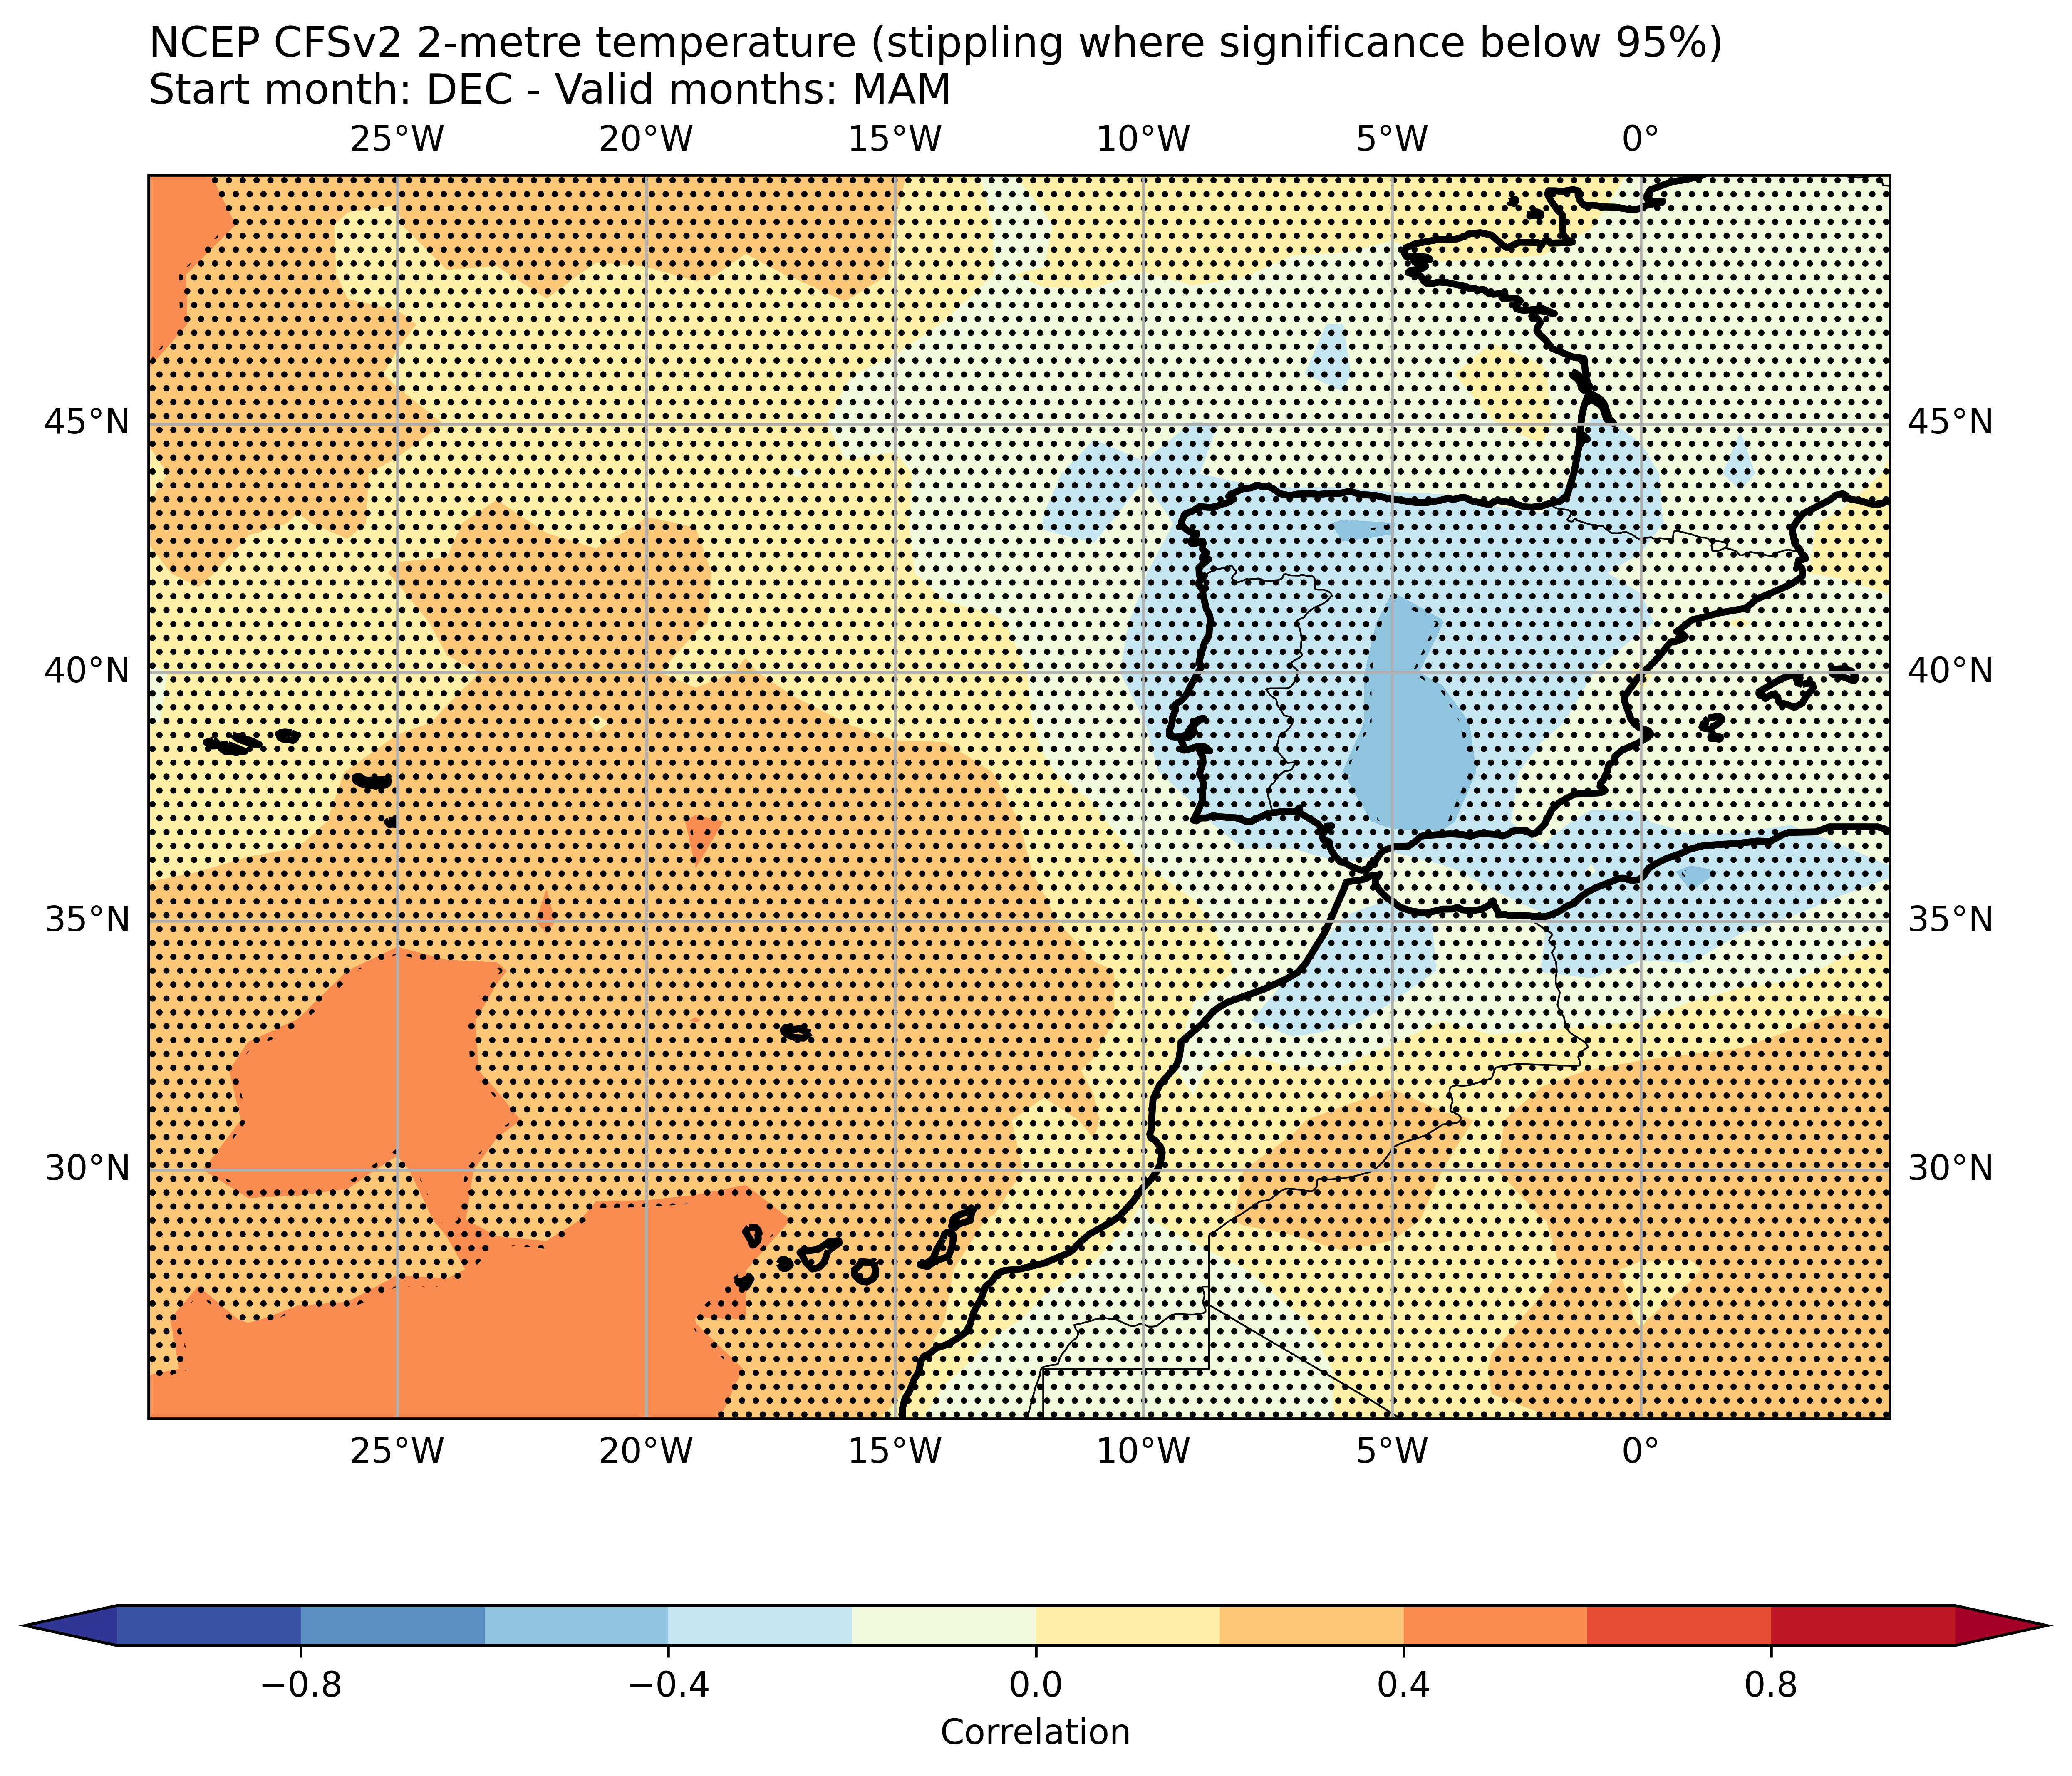 NCEP CFSv2 2-metre temperature (stippling where significance below 95%)
Start month: DEC - Valid months: MAM
25°W 20°W 15°W 10°W 5°W 0°
45°N 45°N
40°N 40°N
35°N 35°N
30°N 30°N
25°W 20°W 15°W 10°W 5°W 0°
−0.8 −0.4 0.0 0.4 0.8
Correlation